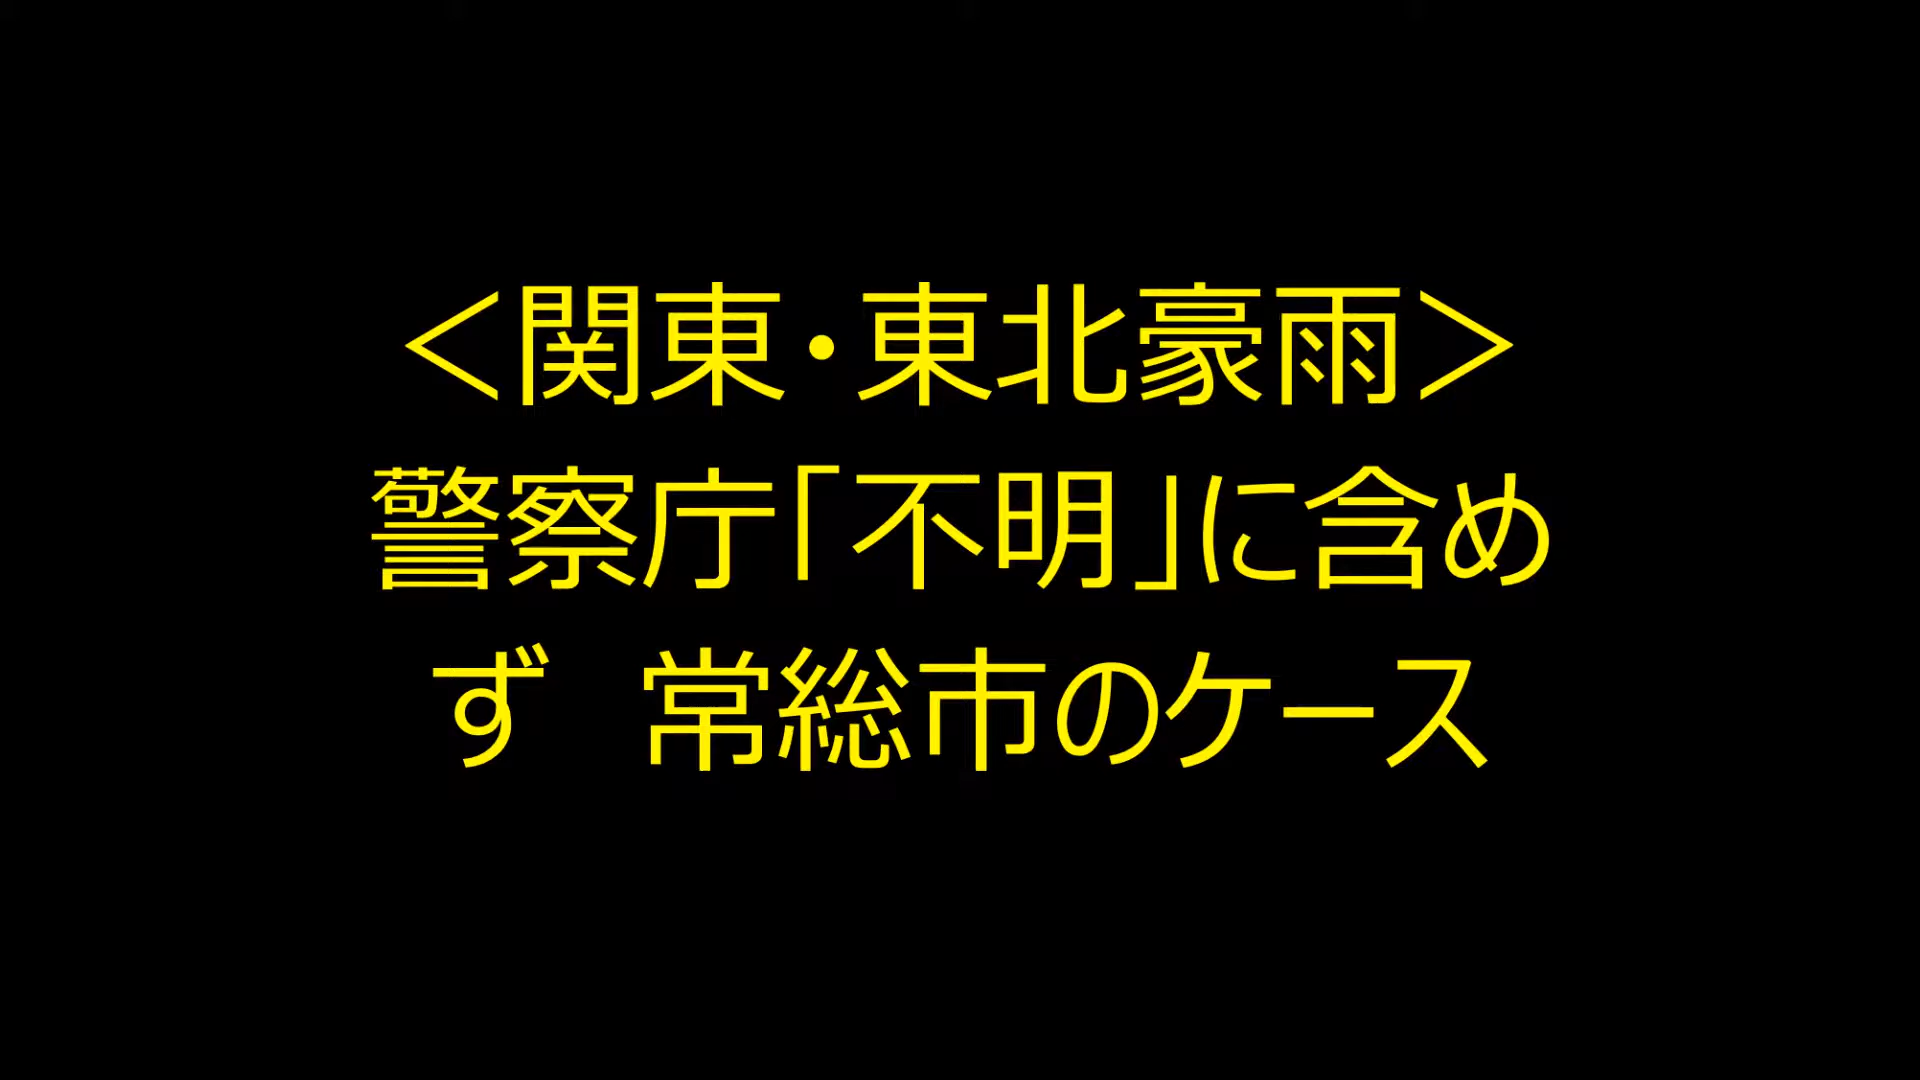 ＜関東・東北豪雨＞
警察庁「不明」に含め
ず　常総市のケース